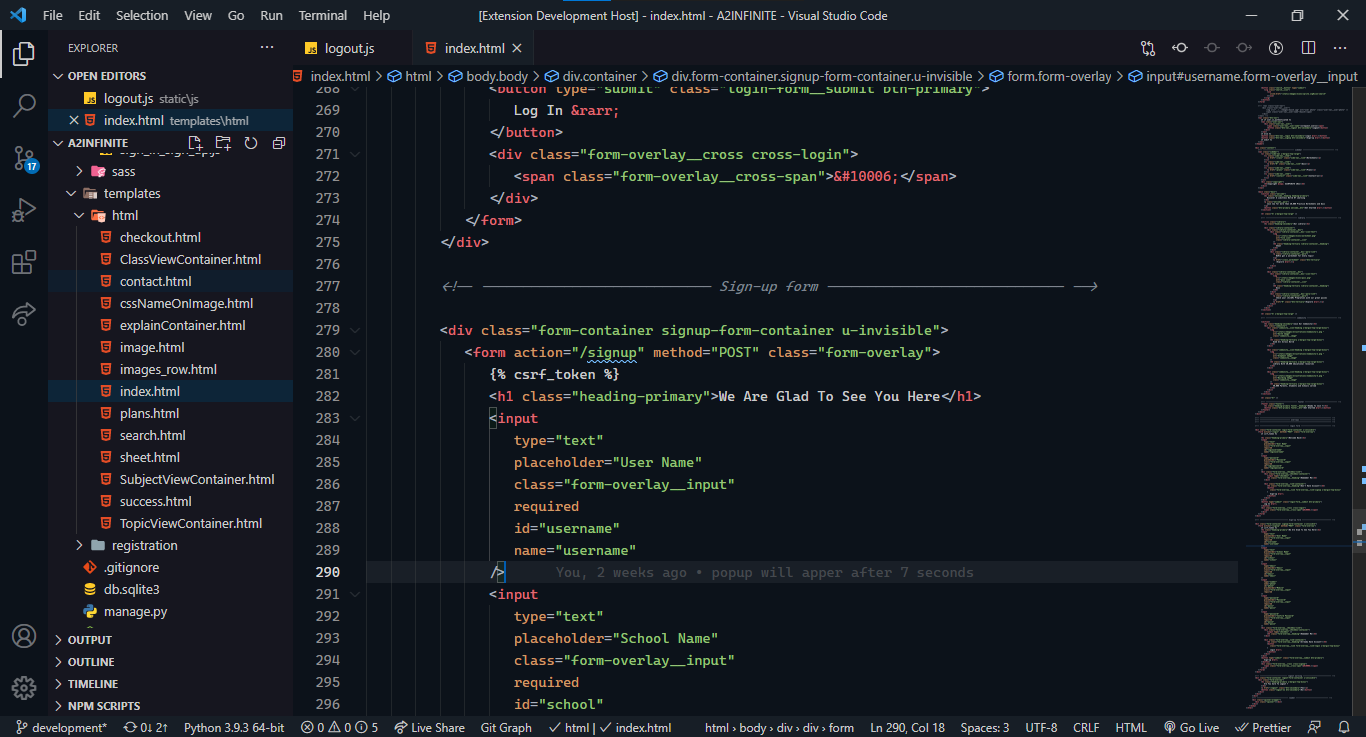 File Edit Selection View Go Run Terminal Help [Extension Development Host] - index.html - A2INFINITE - Visual Studio Code
EXPLORER
OPEN EDITORS
logout.js static\js
index.html templates\html
A2INFINITE
sign_in_sign_up.js
sass
templates
html
checkout.html
ClassViewContainer.html
contact.html
cssNameOnImage.html
explainContainer.html
image.html
images_row.html
index.html
plans.html
search.html
sheet.html
SubjectViewContainer.html
success.html
TopicViewContainer.html
registration
.gitignore
db.sqlite3
manage.py
OUTPUT
OUTLINE
TIMELINE
NPM SCRIPTS
17
logout.js index.html
index.html > html > body.body > div.container > div.form-container.signup-form-container.u-invisible > form.form-overlay > input#username.form-overlay__input
268 <button type="submit" class="login-form__submit btn-primary">
269 Log In &rarr;
270 </button>
271 <div class="form-overlay__cross cross-login">
272 <span class="form-overlay__cross-span">&#10006;</span>
273 </div>
274 </form>
275 </div>
276
277 <!-- ---------------------------- Sign-up form ----------------------------- -->
278
279 <div class="form-container signup-form-container u-invisible">
280 <form action="/signup" method="POST" class="form-overlay">
281 {% csrf_token %}
282 <h1 class="heading-primary">We Are Glad To See You Here</h1>
283 <input
284 type="text"
285 placeholder="User Name"
286 class="form-overlay__input"
287 required
288 id="username"
289 name="username"
290 /> You, 2 weeks ago • popup will apper after 7 seconds
291 <input
292 type="text"
293 placeholder="School Name"
294 class="form-overlay__input"
295 required
296 id="school"
development* 0↓ 2↑ Python 3.9.3 64-bit 0 0 5 Live Share Git Graph html | index.html html › body › div › div › form Ln 290, Col 18 Spaces: 3 UTF-8 CRLF HTML Go Live Prettier